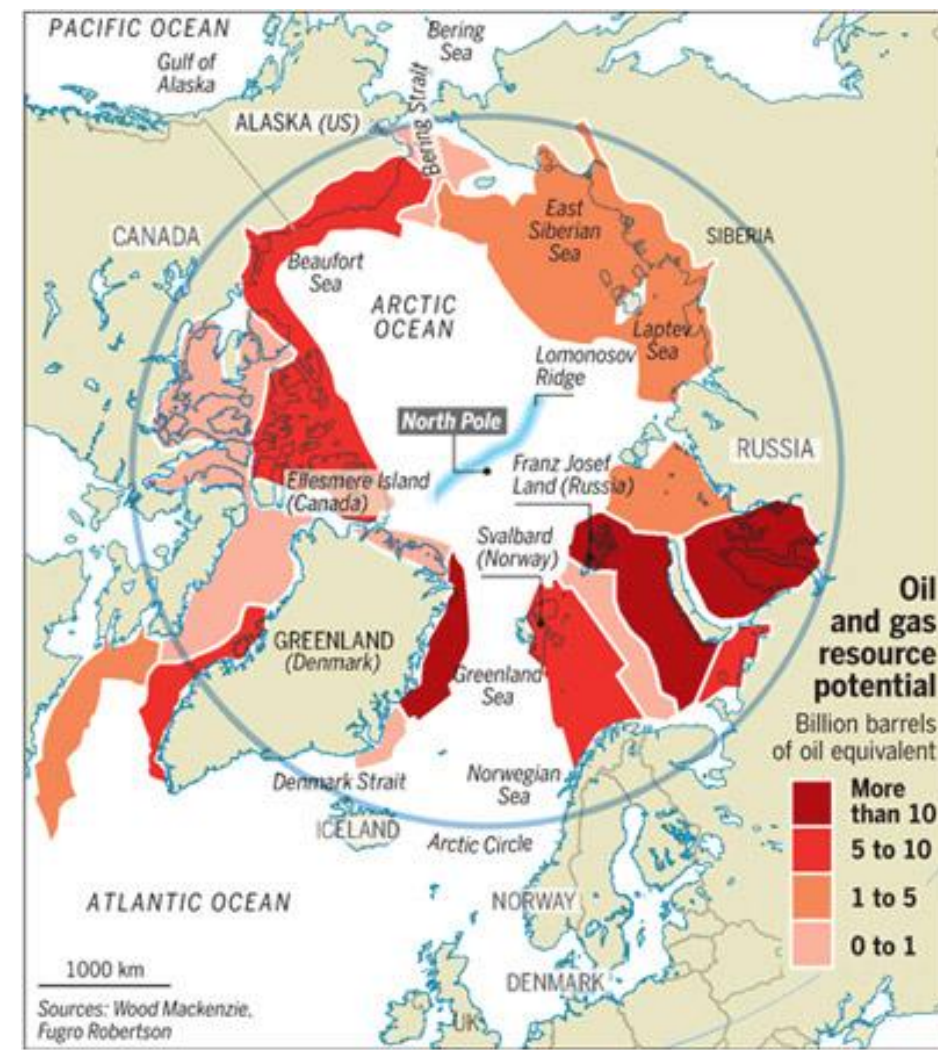 PACIFIC OCEAN
Gulf of
Alaska
Bering
Sea
Bering Strait
ALASKA (US)
CANADA
Beaufort
Sea
East
Siberian
Sea
SIBERIA
ARCTIC
OCEAN
Laptev
Sea
Lomonosov
Ridge
North Pole
RUSSIA
Franz Josef
Land (Russia)
Ellesmere Island
(Canada)
Svalbard
(Norway)
GREENLAND
(Denmark)
Greenland
Sea
Denmark Strait
Norwegian
Sea
ICELAND
Arctic Circle
ATLANTIC OCEAN
NORWAY
DENMARK
UK
1000 km
Sources: Wood Mackenzie,
Fugro Robertson
Oil
and gas
resource
potential
Billion barrels
of oil equivalent
More
than 10
5 to 10
1 to 5
0 to 1